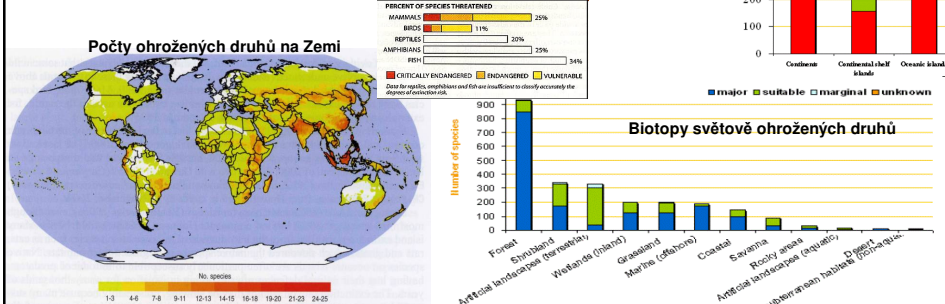 Počty ohrožených druhů na Zemi
No. species
1-3 4-6 7-8 9-11 12-13 14-15 16-18 19-20 21-23 24-25
PERCENT OF SPECIES THREATENED
MAMMALS 25%
BIRDS 11%
REPTILES 20%
AMPHIBIANS 25%
FISH 34%
CRITICALLY ENDANGERED ENDANGERED VULNERABLE
Data for reptiles, amphibians and fish are insufficient to classify accurately the
degrees of extinction risk.
200
100
0
Continents Continental shelf Oceanic islands
islands
major suitable marginal unknown
Biotopy světově ohrožených druhů
Number of species
900
800
700
600
500
400
300
200
100
0
Forest
Shrubland
Artificial landscapes (terrestrial)
Wetlands (inland)
Grassland
Marine (offshore)
Coastal
Savanna
Rocky areas
Artificial landscapes (aquatic)
Desert